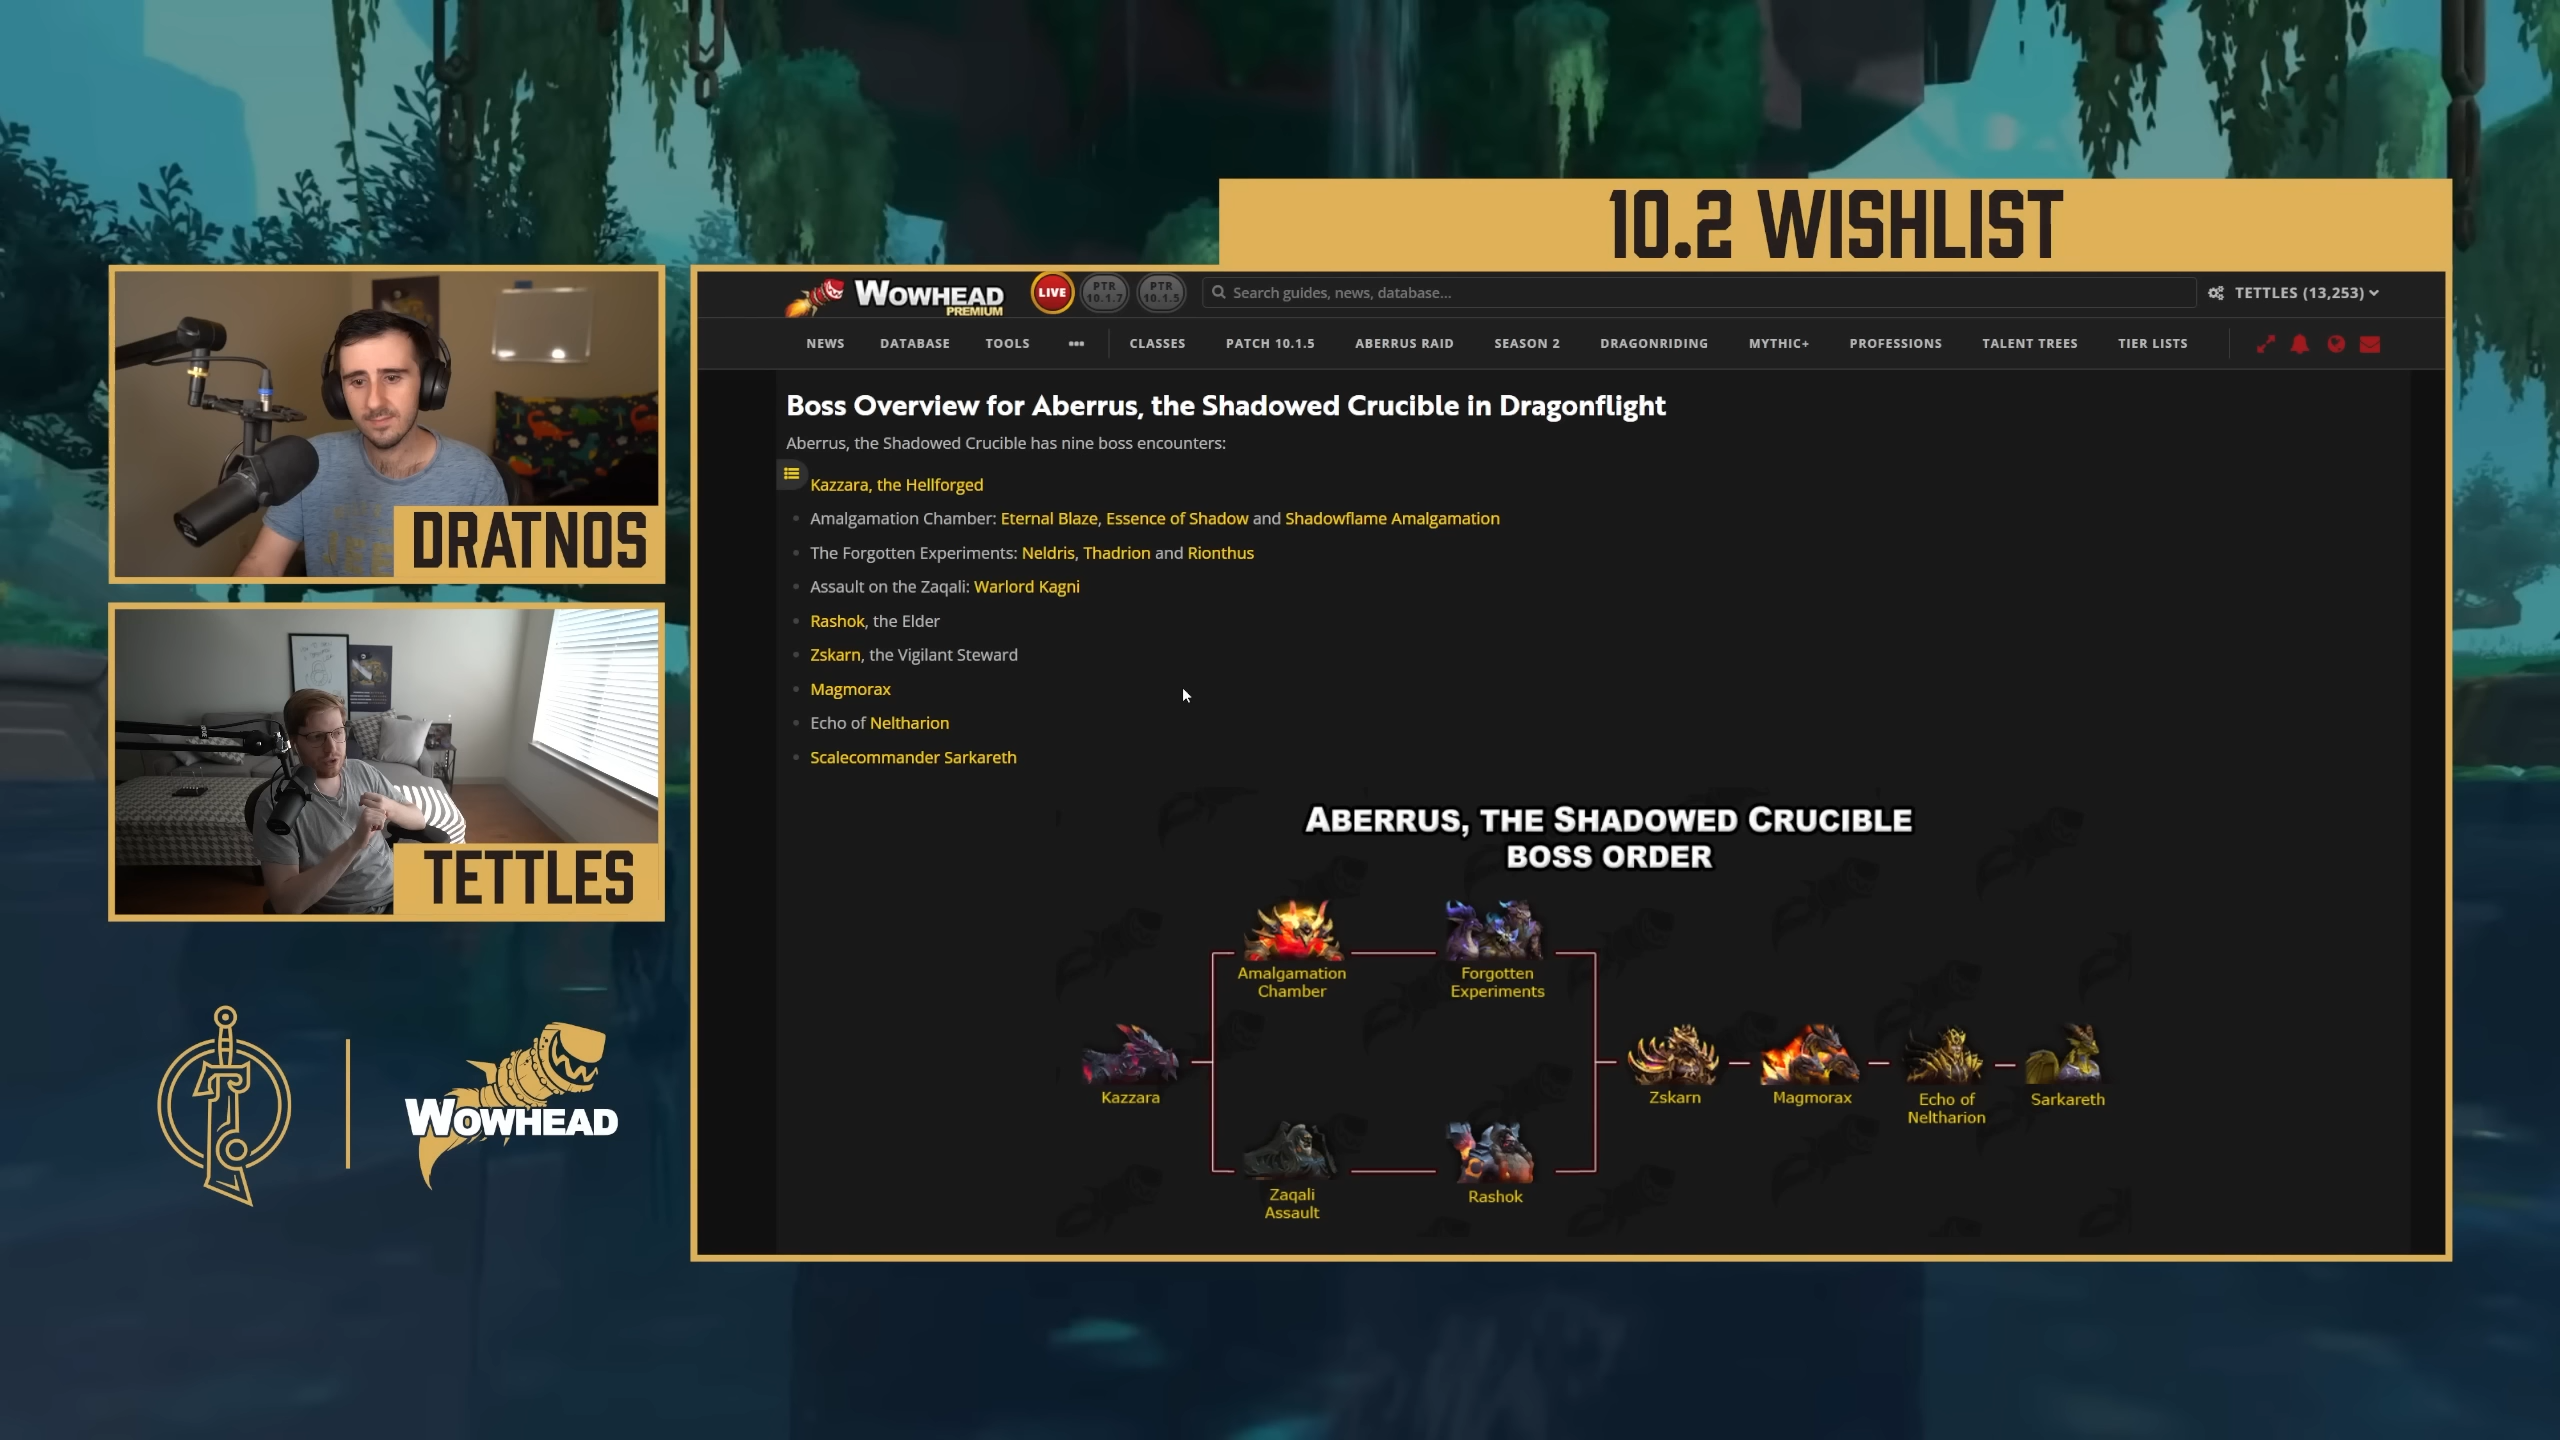 10.2 WISHLIST
WOWHEAD
PREMIUM
LIVE
PTR
10.1.7
PTR
10.1.5
Search guides, news, database...
TETTLES (13,253)
NEWS DATABASE TOOLS ••• CLASSES PATCH 10.1.5 ABERRUS RAID SEASON 2 DRAGONRIDING MYTHIC+ PROFESSIONS TALENT TREES TIER LISTS
Boss Overview for Aberrus, the Shadowed Crucible in Dragonflight
Aberrus, the Shadowed Crucible has nine boss encounters:
Kazzara, the Hellforged
Amalgamation Chamber: Eternal Blaze, Essence of Shadow and Shadowflame Amalgamation
The Forgotten Experiments: Neldris, Thadrion and Rionthus
Assault on the Zaqali: Warlord Kagni
Rashok, the Elder
Zskarn, the Vigilant Steward
Magmorax
Echo of Neltharion
Scalecommander Sarkareth
ABERRUS, THE SHADOWED CRUCIBLE
BOSS ORDER
Amalgamation
Chamber
Forgotten
Experiments
Kazzara
Zskarn
Magmorax
Echo of
Neltharion
Sarkareth
Zaqali
Assault
Rashok
DRATNOS
TETTLES
WOWHEAD